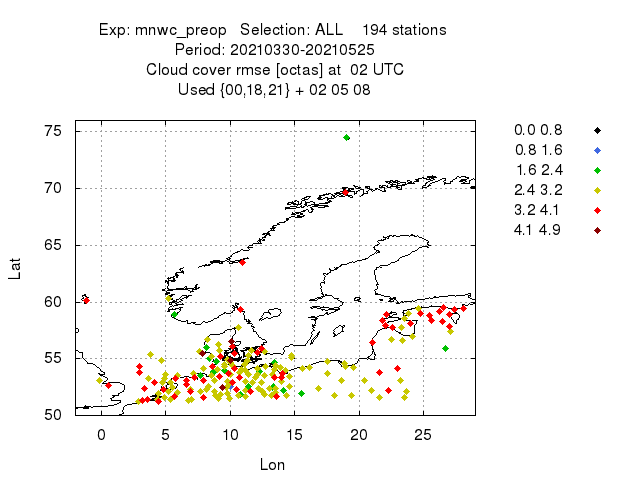 Exp: mnwc_preop Selection: ALL 194 stations
Period: 20210330-20210525
Cloud cover rmse [octas] at 02 UTC
Used {00,18,21} + 02 05 08
75
70
65
60
55
50
Lat
0 5 10 15 20 25
Lon
0.0 0.8
0.8 1.6
1.6 2.4
2.4 3.2
3.2 4.1
4.1 4.9